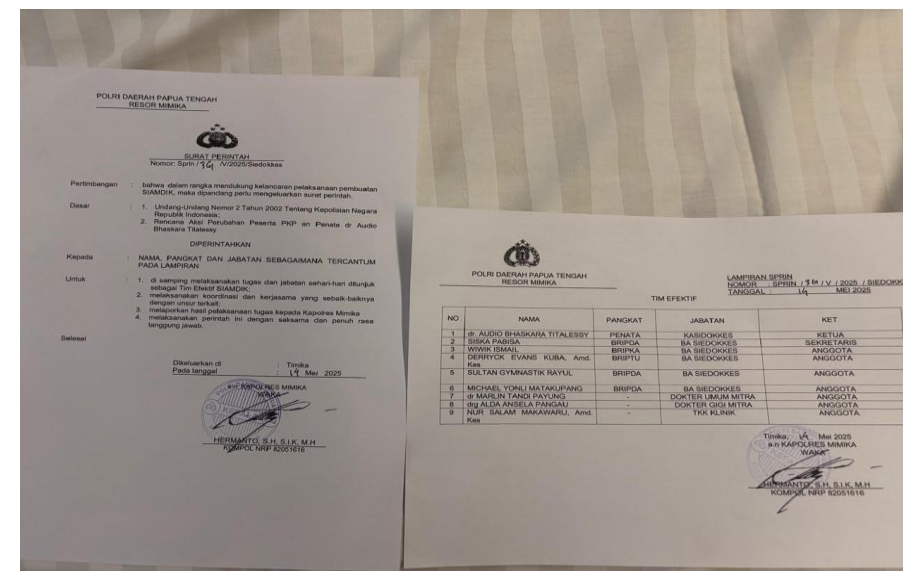 POLRI DAERAH PAPUA TENGAH
RESOR MIMIKA
SURAT PERINTAH
Nomor: Sprin / 39 /V/2025/Siedokkes
Pertimbangan : bahwa dalam rangka mendukung kelancaran pelaksanaan pembuatan
SIAMDIK, maka dipandang perlu mengeluarkan surat perintah.
Dasar : 1. Undang-Undang Nomor 2 Tahun 2002 Tentang Kepolisian Negara
Republik Indonesia;
2. Rencana Aksi Perubahan Peserta PKP an Penata dr Audio
Bhaskara Titalessy
DIPERINTAHKAN
Kepada : NAMA, PANGKAT DAN JABATAN SEBAGAIMANA TERCANTUM
PADA LAMPIRAN
Untuk : 1. di samping melaksanakan tugas dan jabatan sehari-hari ditunjuk
sebagai Tim Efektif SIAMDIK;
2. melaksanakan koordinasi dan kerjasama yang sebaik-baiknya
dengan unsur terkait;
3. melaporkan hasil pelaksanaan tugas kepada Kapolres Mimika
4. melaksanakan perintah ini dengan saksama dan penuh rasa
tanggung jawab.
Selesai
Dikeluarkan di : Timika
Pada tanggal : 14 Mei 2025
a.n KAPOLRES MIMIKA
WAKA
HERMANTO, S.H, S.I.K, M.H
KOMPOL NRP 82051616
POLRI DAERAH PAPUA TENGAH
RESOR MIMIKA
LAMPIRAN SPRIN
NOMOR : SPRIN / / V / 2025 / SIEDOKK
TANGGAL : 14 MEI 2025
TIM EFEKTIF
NO NAMA PANGKAT JABATAN KET
1 dr. AUDIO BHASKARA TITALESSY PENATA KASIDOKKES KETUA
2 SISKA PABISA BRIPDA BA SIEDOKKES SEKRETARIS
3 WIWIK ISMAIL BRIPKA BA SIEDOKKES ANGGOTA
4 DERRYCK EVANS KUBA, Amd. BRIPTU BA SIEDOKKES ANGGOTA
Kes
5 SULTAN GYMNASTIK RAYUL BRIPDA BA SIEDOKKES ANGGOTA
6 MICHAEL YONLI MATAKUPANG BRIPDA BA SIEDOKKES ANGGOTA
7 dr MARLIN TANDI PAYUNG - DOKTER UMUM MITRA ANGGOTA
8 drg ALDA ANSELA PANGAU - DOKTER GIGI MITRA ANGGOTA
9 NUR SALAM MAKAWARU, Amd. - TKK KLINIK ANGGOTA
Kes
Timika, 14 Mei 2025
a.n KAPOLRES MIMIKA
WAKA
HERMANTO, S.H, S.I.K, M.H
KOMPOL NRP 82051616